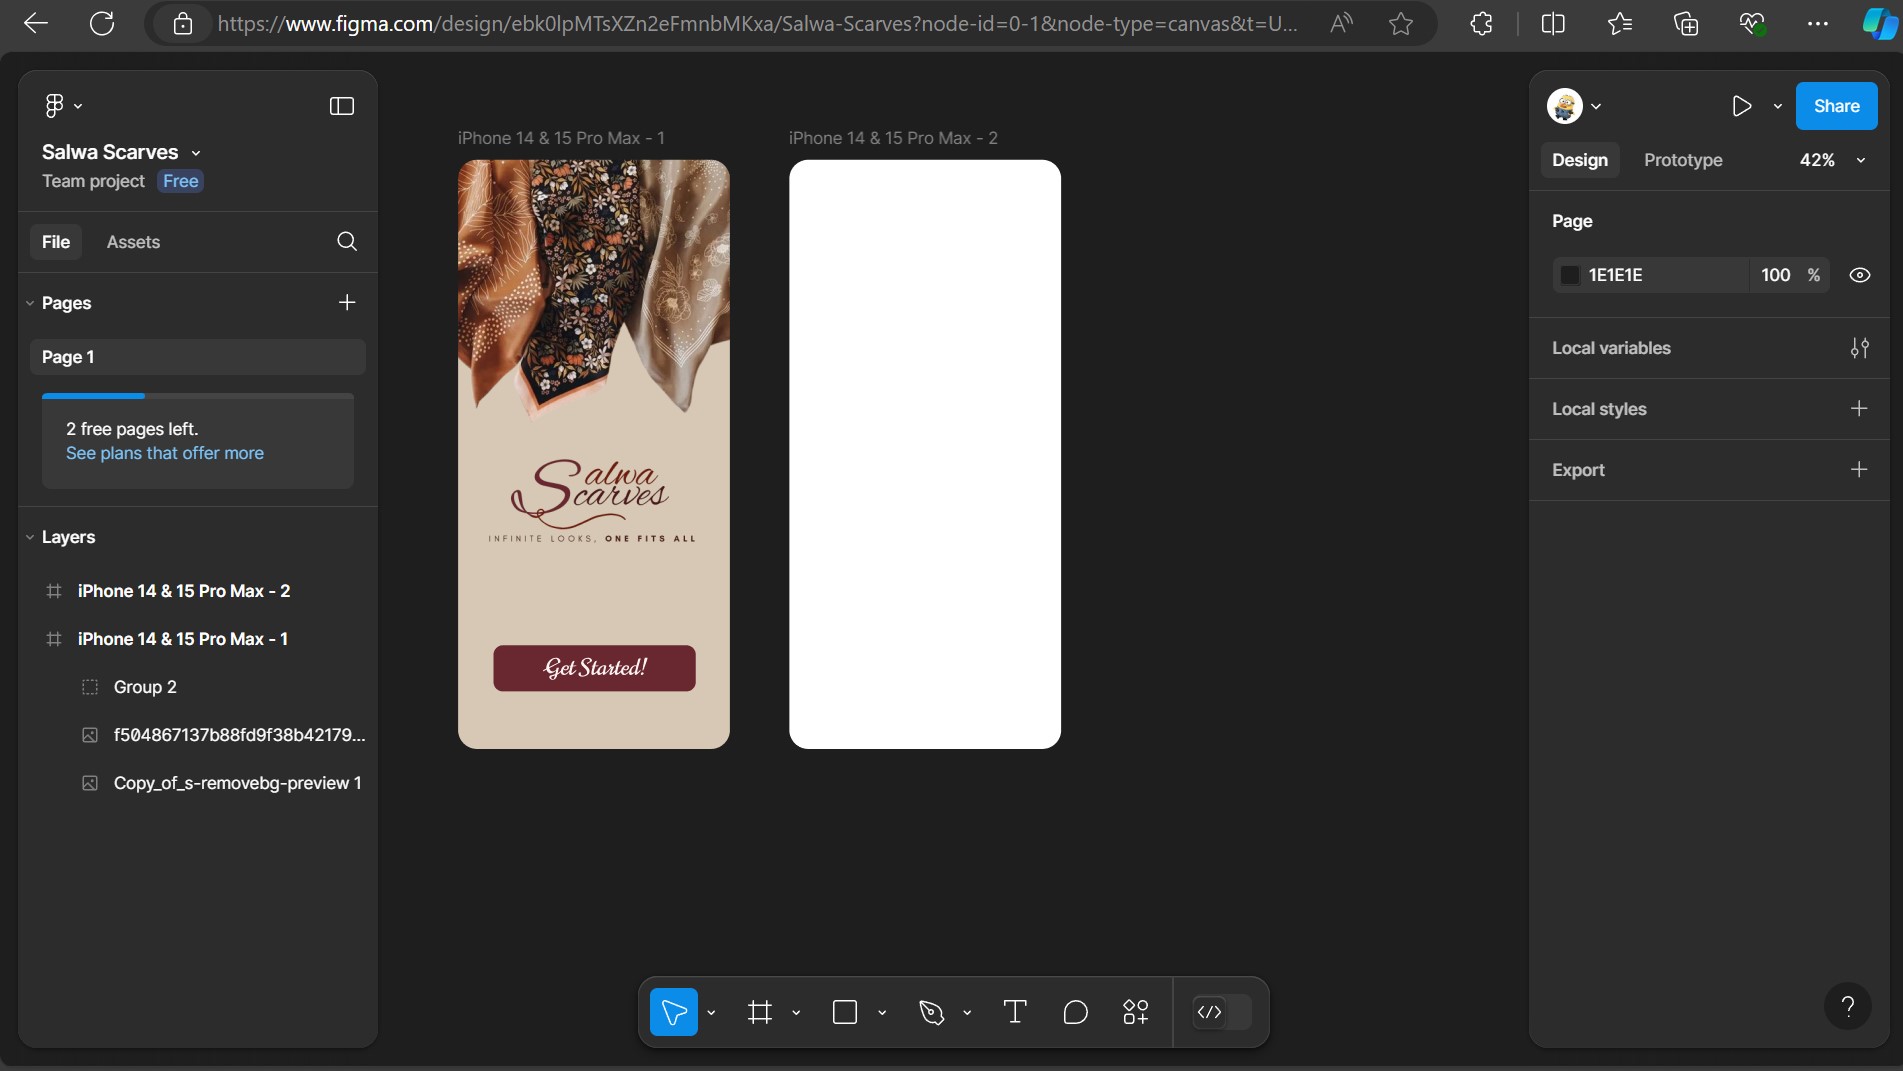 https://www.figma.com/design/ebk0lpMTsXZn2eFmnbMKxa/Salwa-Scarves?node-id=0-1&node-type=canvas&t=U...
Salwa Scarves
Team project Free
File Assets
Pages
Page 1
2 free pages left.
See plans that offer more
Layers
iPhone 14 & 15 Pro Max - 2
iPhone 14 & 15 Pro Max - 1
Group 2
f504867137b88fd9f38b42179...
Copy_of_s-removebg-preview 1
iPhone 14 & 15 Pro Max - 1
Salwa
Scarves
INFINITE LOOKS, ONE FITS ALL
Get Started!
iPhone 14 & 15 Pro Max - 2
Share
Design Prototype 42%
Page
1E1E1E 100 %
Local variables
Local styles
Export